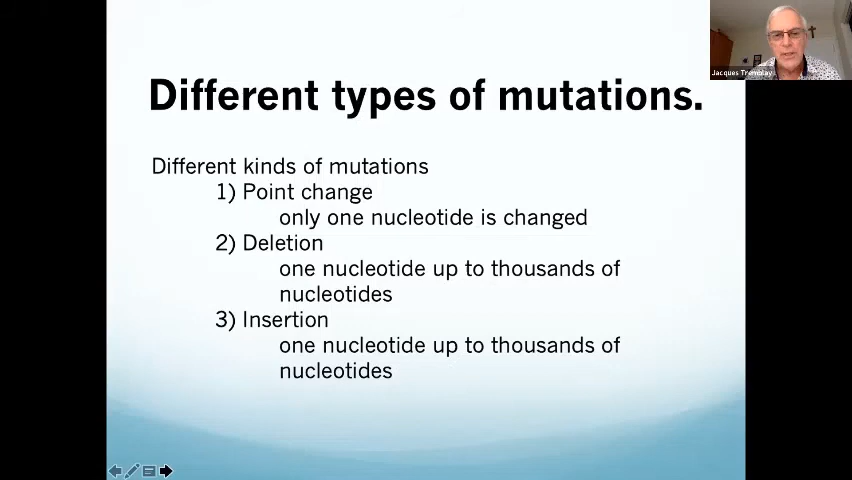 Different types of mutations.
Jacques Tremblay
Different kinds of mutations
1) Point change
only one nucleotide is changed
2) Deletion
one nucleotide up to thousands of
nucleotides
3) Insertion
one nucleotide up to thousands of
nucleotides